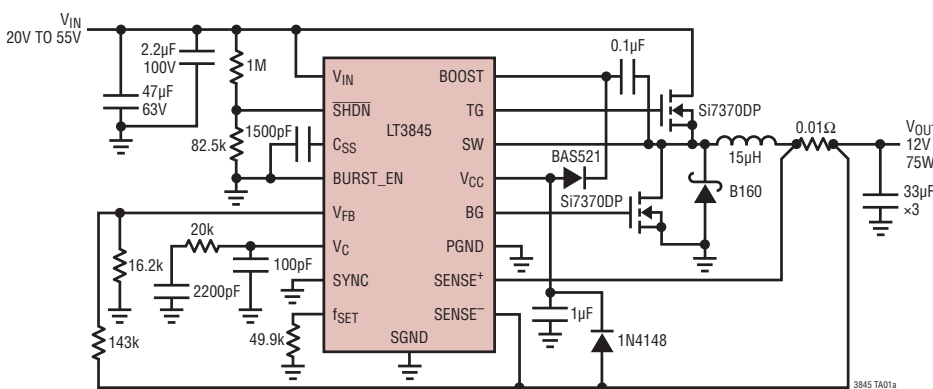 VIN
20V TO 55V
2.2µF
100V
47µF
63V
1M
82.5k
1500pF
16.2k
143k
20k
2200pF
100pF
49.9k
VIN
SHDN
CSS
BURST_EN
VFB
VC
SYNC
fSET
LT3845
SGND
BOOST
TG
SW
VCC
BG
PGND
SENSE+
SENSE–
0.1µF
Si7370DP
BAS521
Si7370DP
15µH
B160
0.01Ω
VOUT
12V
75W
33µF
×3
1µF
1N4148
3845 TA01a